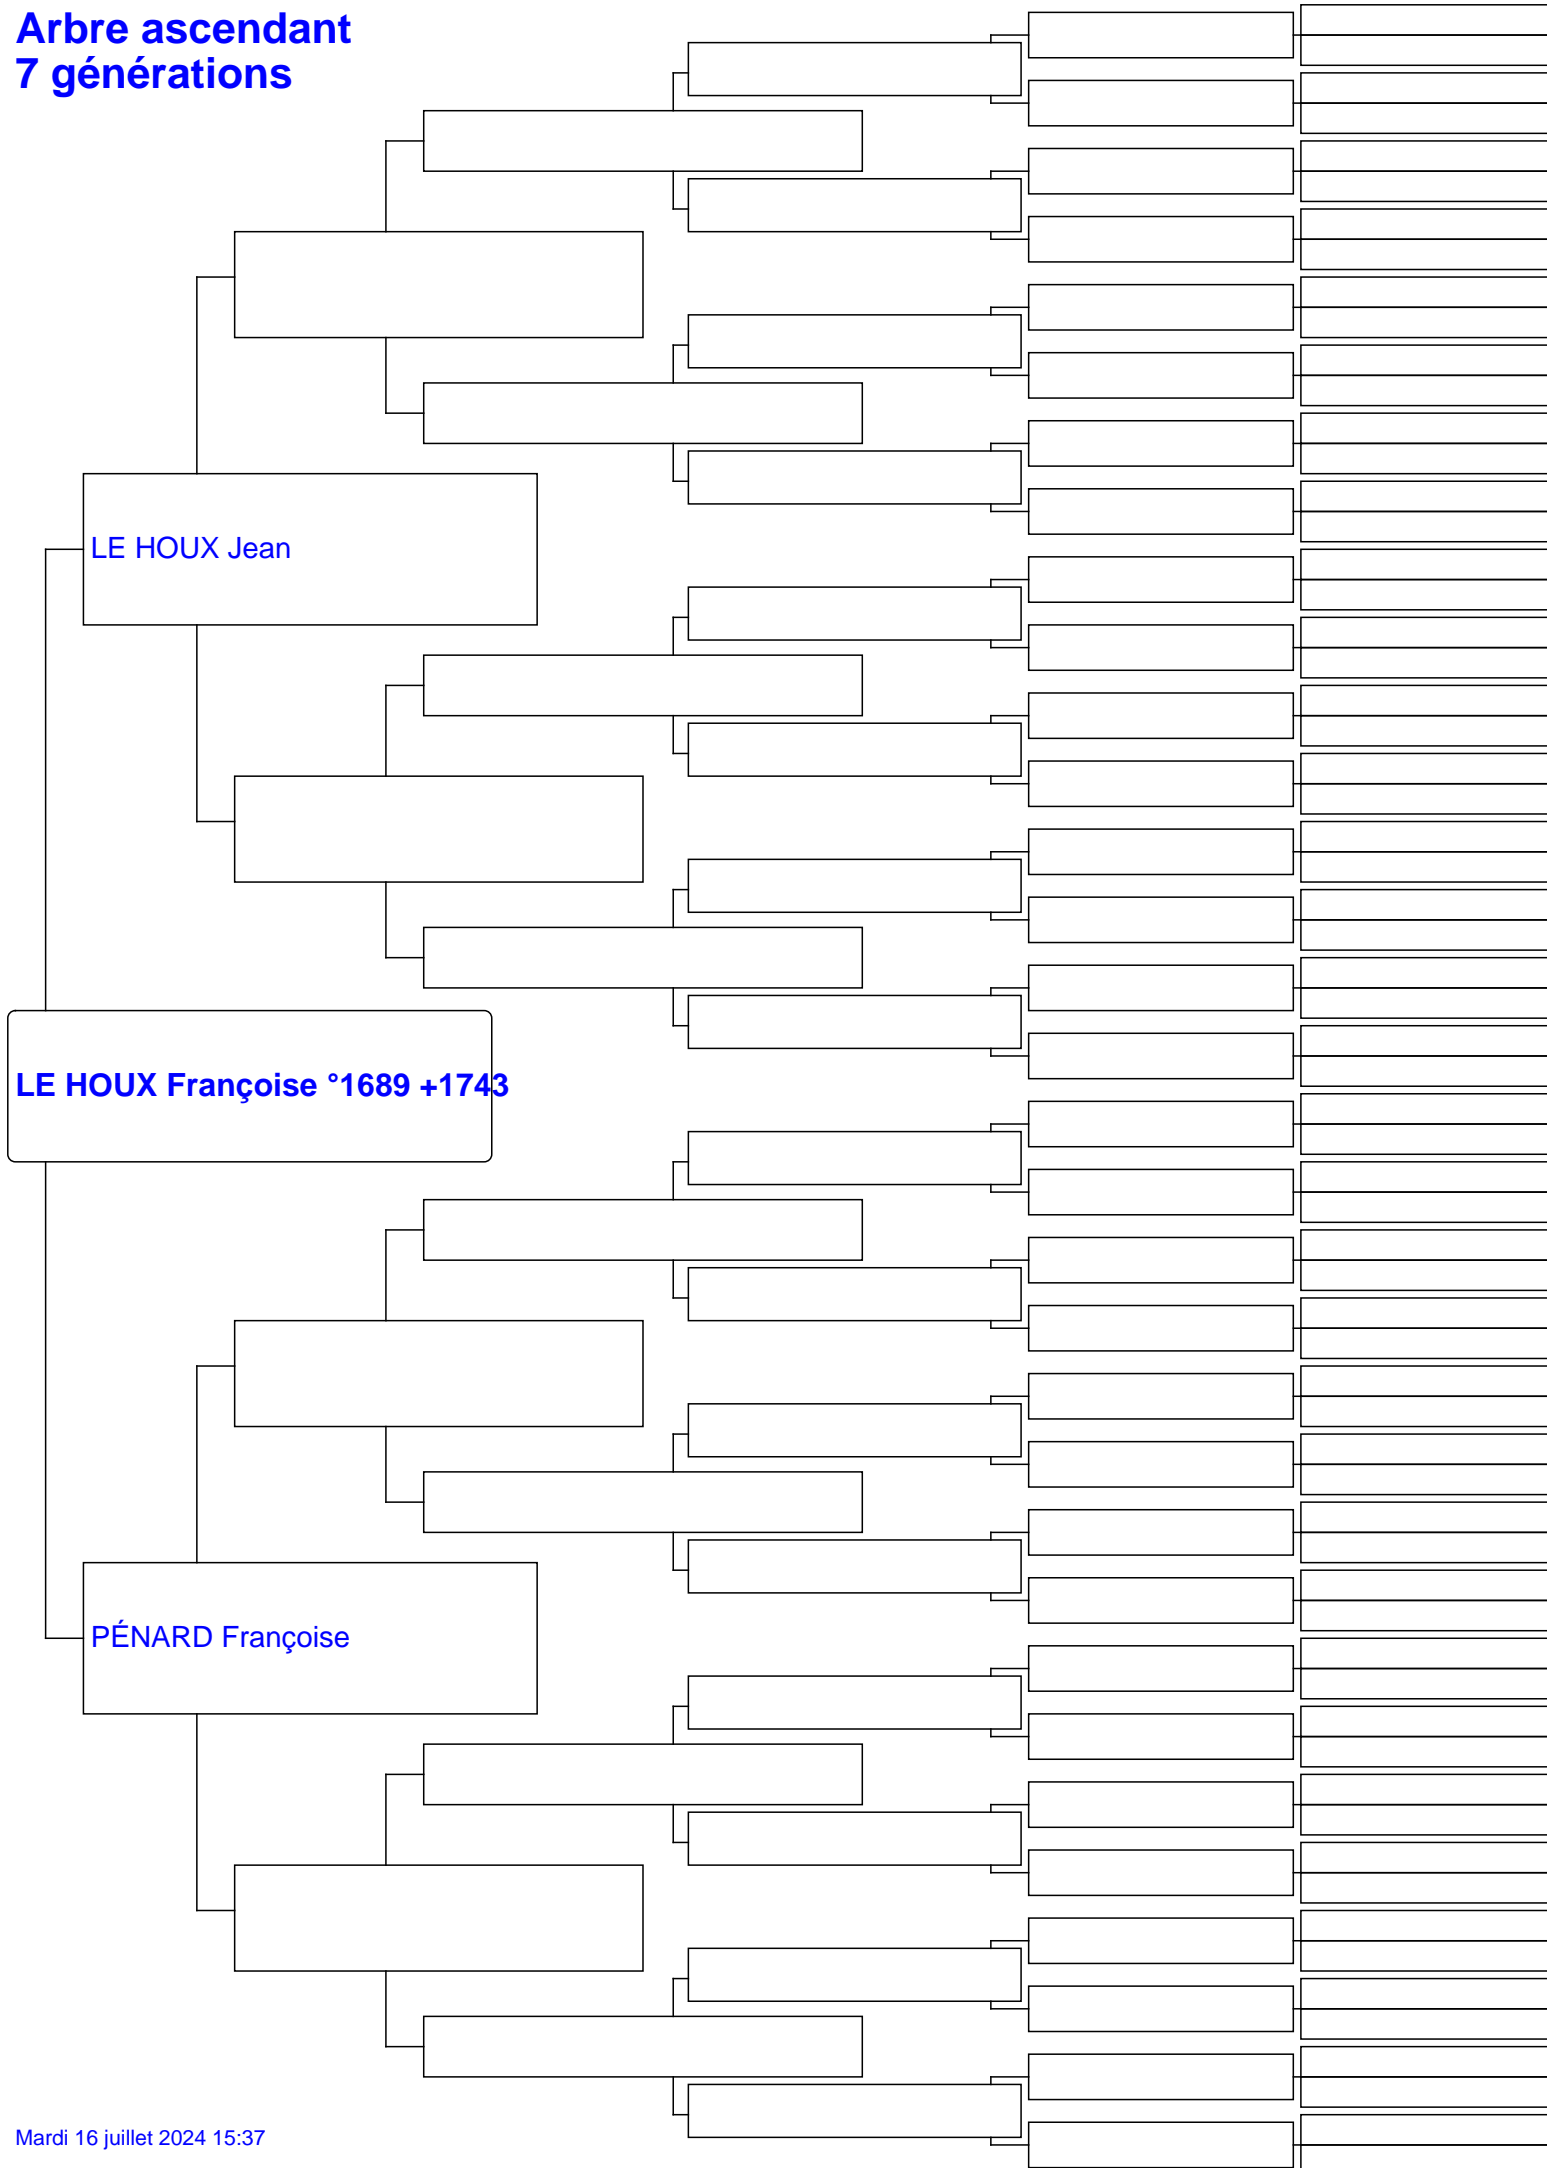 Arbre ascendant
7 générations
LE HOUX Jean
LE HOUX Françoise °1689 +1743
PÉNARD Françoise
Mardi 16 juillet 2024 15:37